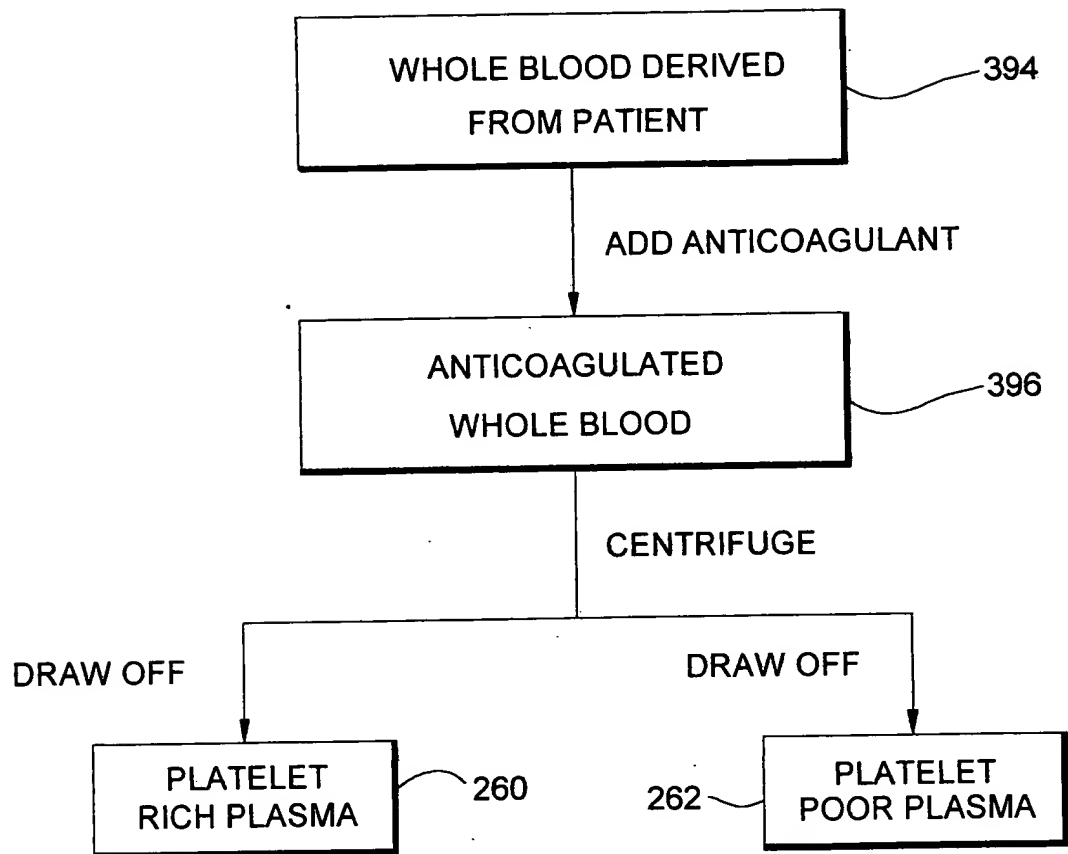 WHOLE BLOOD DERIVED
FROM PATIENT
394
ADD ANTICOAGULANT
ANTICOAGULATED
WHOLE BLOOD
396
CENTRIFUGE
DRAW OFF
DRAW OFF
PLATELET
RICH PLASMA
260
262
PLATELET
POOR PLASMA